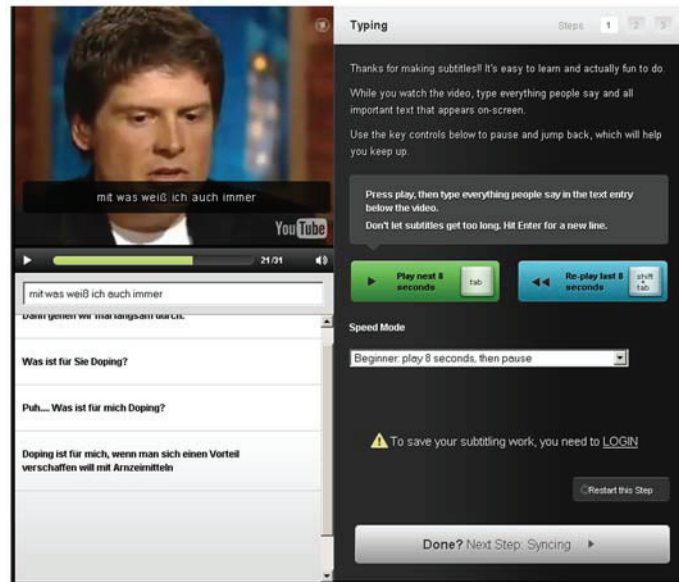 mit was weiß ich auch immer
YouTube
21/31
mit was weiß ich auch immer
Dann gehen wir mal langsam durch.
Was ist für Sie Doping?
Puh.... Was ist für mich Doping?
Doping ist für mich, wenn man sich einen Vorteil
verschaffen will mit Arnzeimitteln
Typing
Steps 1 2 3
Thanks for making subtitles!! It's easy to learn and actually fun to do.
While you watch the video, type everything people say and all
important text that appears on-screen.
Use the key controls below to pause and jump back, which will help
you keep up.
Press play, then type everything people say in the text entry
below the video.
Don't let subtitles get too long. Hit Enter for a new line.
Play next 8
seconds
tab
Re-play last 8
seconds
shift
+
tab
Speed Mode
Beginner: play 8 seconds, then pause
To save your subtitling work, you need to LOGIN
Restart this Step
Done? Next Step: Syncing